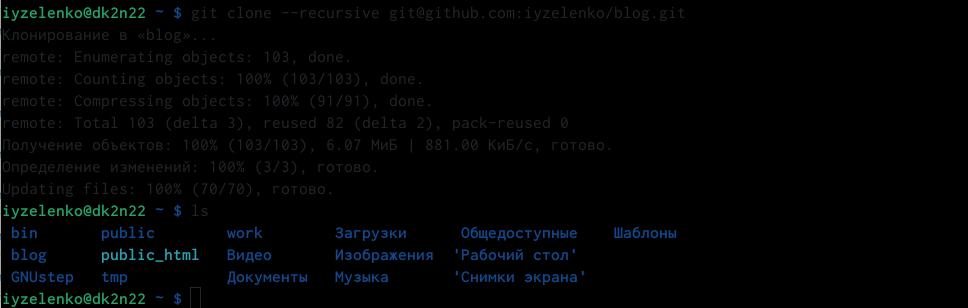 iyzelenko@dk2n22 ~ $ git clone --recursive git@github.com:iyzelenko/blog.git
Клонирование в «blog»...
remote: Enumerating objects: 103, done.
remote: Counting objects: 100% (103/103), done.
remote: Compressing objects: 100% (91/91), done.
remote: Total 103 (delta 3), reused 82 (delta 2), pack-reused 0
Получение объектов: 100% (103/103), 6.07 МиБ | 881.00 КиБ/с, готово.
Определение изменений: 100% (3/3), готово.
Updating files: 100% (70/70), готово.
iyzelenko@dk2n22 ~ $ ls
bin public work Загрузки Общедоступные Шаблоны
blog public_html Видео Изображения 'Рабочий стол'
GNUstep tmp Документы Музыка 'Снимки экрана'
iyzelenko@dk2n22 ~ $